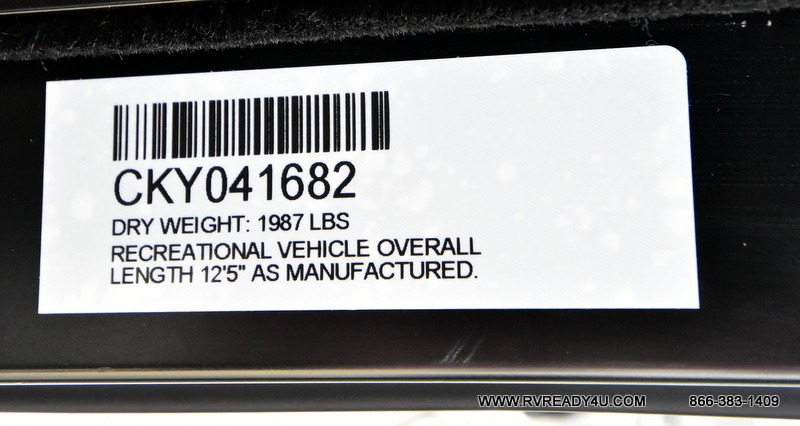 CKY041682
DRY WEIGHT: 1987 LBS
RECREATIONAL VEHICLE OVERALL
LENGTH 12'5" AS MANUFACTURED.
WWW.RVREADY4U.COM 866-383-1409